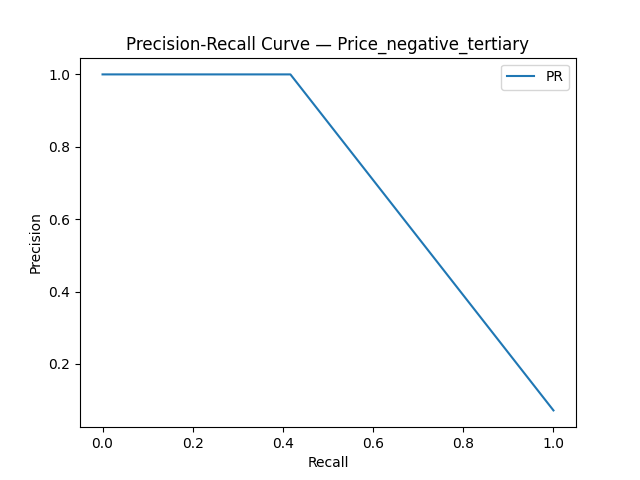 Precision-Recall Curve — Price_negative_tertiary
PR
1.0
0.8
0.6
0.4
0.2
Precision
0.0 0.2 0.4 0.6 0.8 1.0
Recall